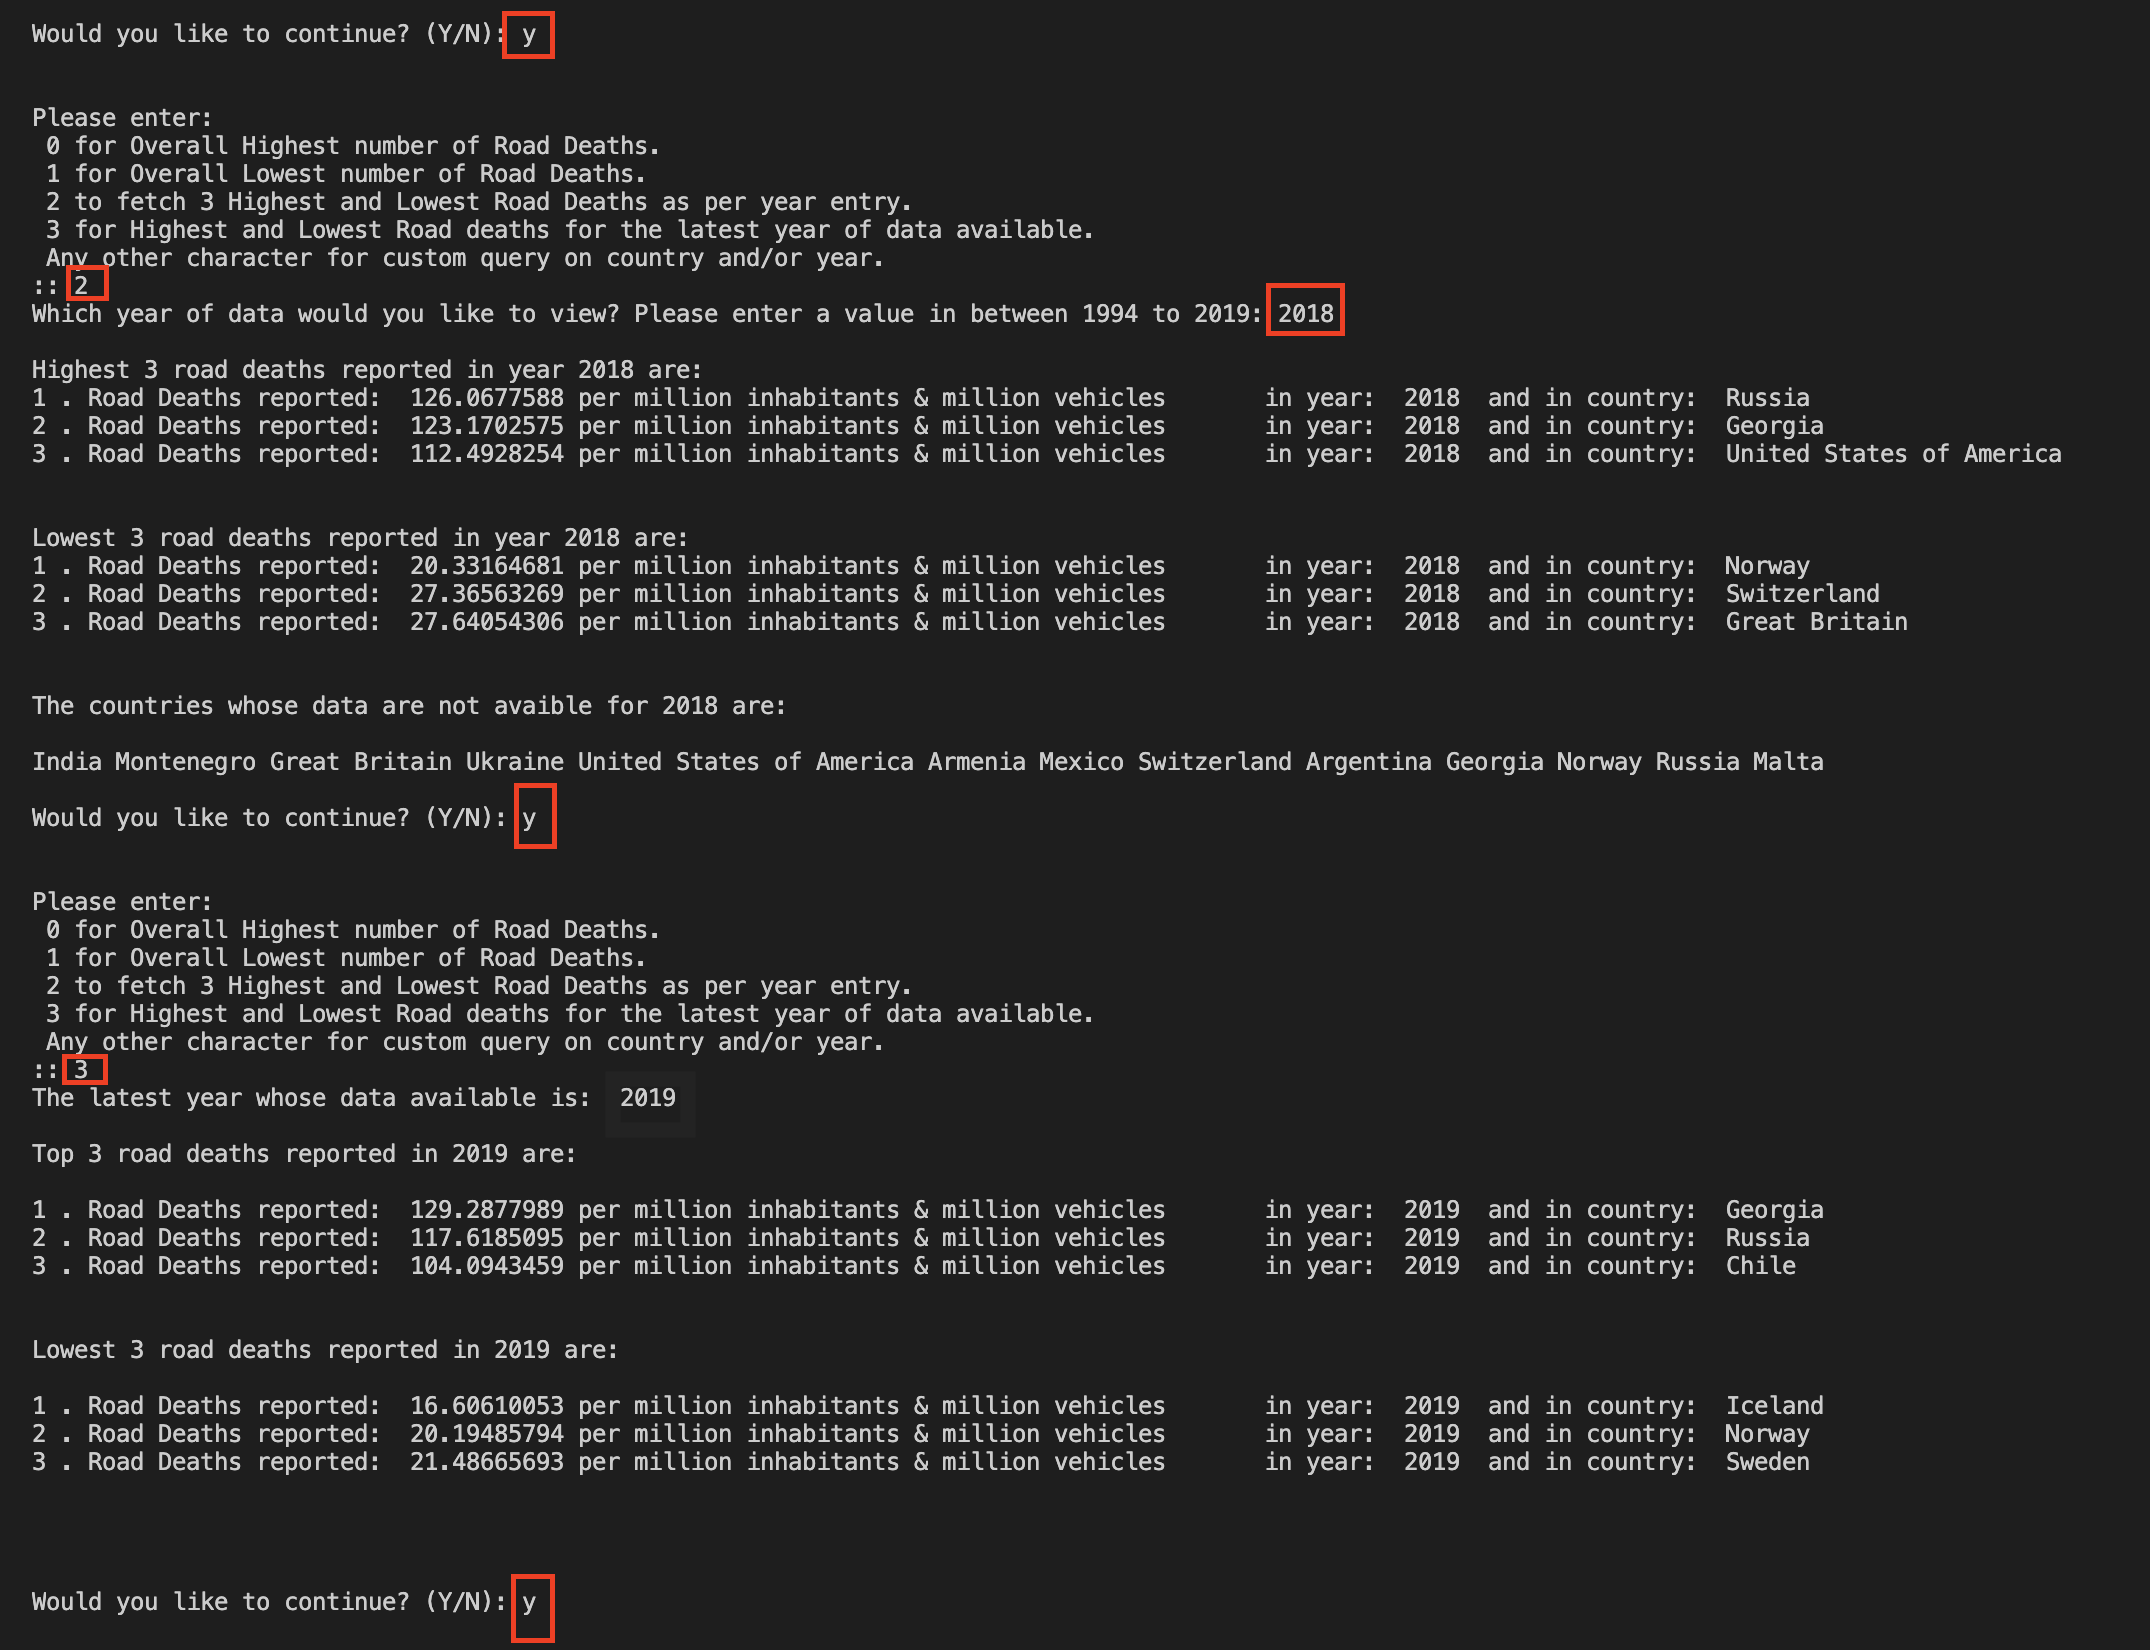 Would you like to continue? (Y/N): y
Please enter:
0 for Overall Highest number of Road Deaths.
1 for Overall Lowest number of Road Deaths.
2 to fetch 3 Highest and Lowest Road Deaths as per year entry.
3 for Highest and Lowest Road deaths for the latest year of data available.
Any other character for custom query on country and/or year.
:: 2
Which year of data would you like to view? Please enter a value in between 1994 to 2019: 2018
Highest 3 road deaths reported in year 2018 are:
1 . Road Deaths reported: 126.0677588 per million inhabitants & million vehicles in year: 2018 and in country: Russia
2 . Road Deaths reported: 123.1702575 per million inhabitants & million vehicles in year: 2018 and in country: Georgia
3 . Road Deaths reported: 112.4928254 per million inhabitants & million vehicles in year: 2018 and in country: United States of America
Lowest 3 road deaths reported in year 2018 are:
1 . Road Deaths reported: 20.33164681 per million inhabitants & million vehicles in year: 2018 and in country: Norway
2 . Road Deaths reported: 27.36563269 per million inhabitants & million vehicles in year: 2018 and in country: Switzerland
3 . Road Deaths reported: 27.64054306 per million inhabitants & million vehicles in year: 2018 and in country: Great Britain
The countries whose data are not avaible for 2018 are:
India Montenegro Great Britain Ukraine United States of America Armenia Mexico Switzerland Argentina Georgia Norway Russia Malta
Would you like to continue? (Y/N): y
Please enter:
0 for Overall Highest number of Road Deaths.
1 for Overall Lowest number of Road Deaths.
2 to fetch 3 Highest and Lowest Road Deaths as per year entry.
3 for Highest and Lowest Road deaths for the latest year of data available.
Any other character for custom query on country and/or year.
:: 3
The latest year whose data available is: 2019
Top 3 road deaths reported in 2019 are:
1 . Road Deaths reported: 129.2877989 per million inhabitants & million vehicles in year: 2019 and in country: Georgia
2 . Road Deaths reported: 117.6185095 per million inhabitants & million vehicles in year: 2019 and in country: Russia
3 . Road Deaths reported: 104.0943459 per million inhabitants & million vehicles in year: 2019 and in country: Chile
Lowest 3 road deaths reported in 2019 are:
1 . Road Deaths reported: 16.60610053 per million inhabitants & million vehicles in year: 2019 and in country: Iceland
2 . Road Deaths reported: 20.19485794 per million inhabitants & million vehicles in year: 2019 and in country: Norway
3 . Road Deaths reported: 21.48665693 per million inhabitants & million vehicles in year: 2019 and in country: Sweden
Would you like to continue? (Y/N): y